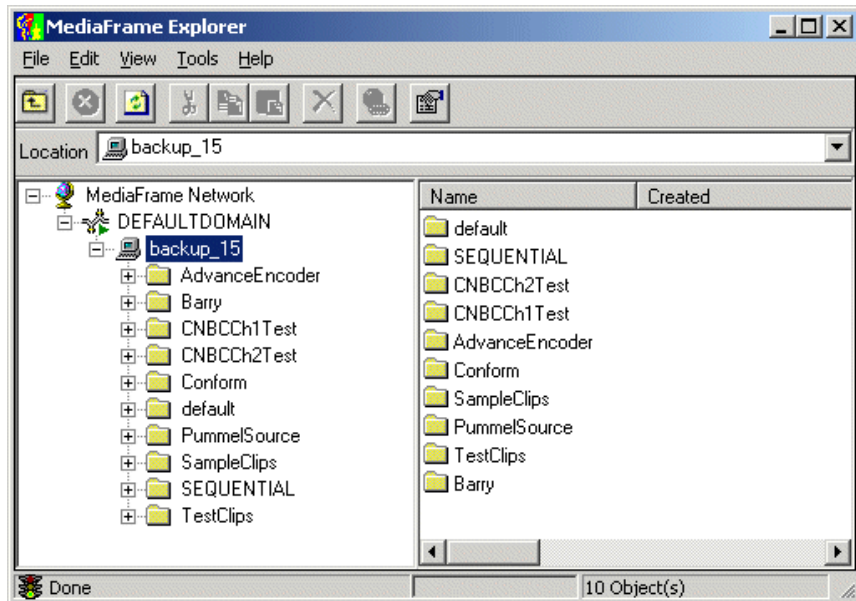 MediaFrame Explorer
File Edit View Tools Help
Location backup_15
MediaFrame Network
DEFAULTDOMAIN
backup_15
AdvanceEncoder
Barry
CNBCCh1Test
CNBCCh2Test
Conform
default
PummelSource
SampleClips
SEQUENTIAL
TestClips
Name Created
default
SEQUENTIAL
CNBCCh2Test
CNBCCh1Test
AdvanceEncoder
Conform
SampleClips
PummelSource
TestClips
Barry
Done 10 Object(s)